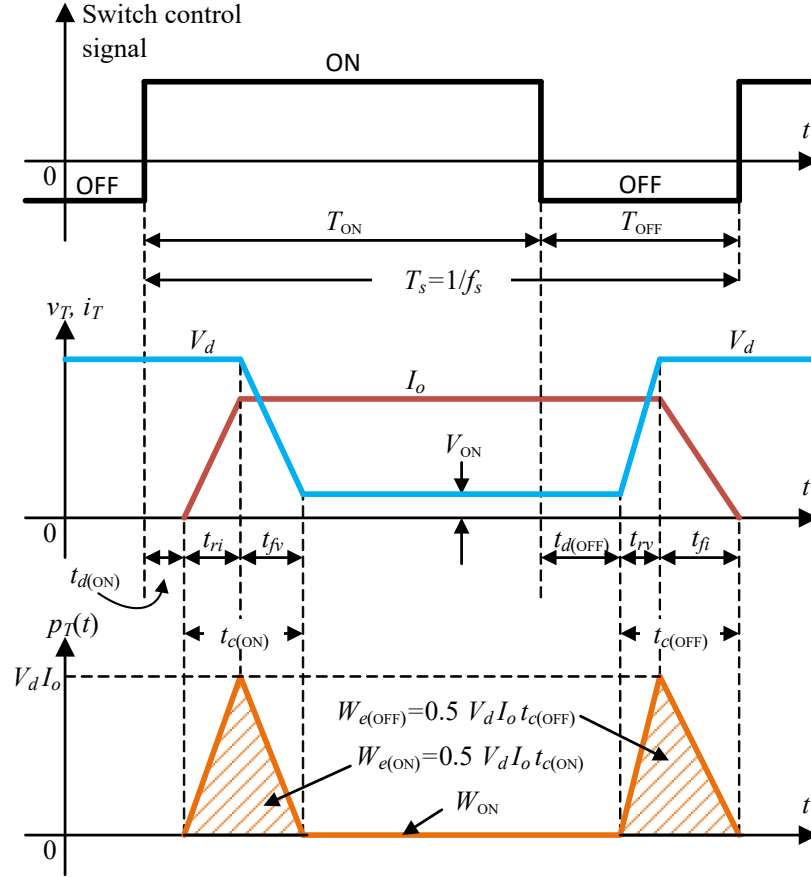 Switch control
signal
ON
t
0
OFF
OFF
T_ON
T_OFF
T_s=1/f_s
v_T, i_T
V_d
V_d
I_o
V_ON
t
0
t_ri
t_fv
t_d(OFF)
t_rv
t_fi
t_d(ON)
p_T(t)
t_c(ON)
t_c(OFF)
V_d I_o
W_e(OFF)=0.5 V_d I_o t_c(OFF)
W_e(ON)=0.5 V_d I_o t_c(ON)
W_ON
t
0